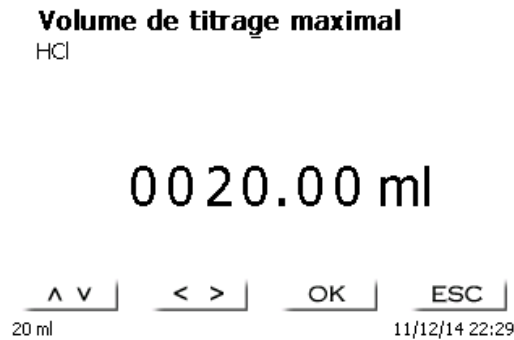 Volume de titrage maximal
HCl
0020.00 ml
∧ ∨ < > OK ESC
20 ml 11/12/14 22:29